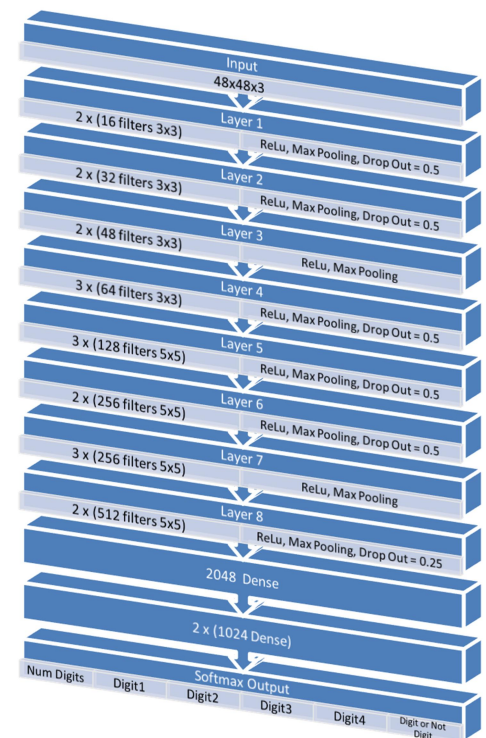 Input
48x48x3
Layer 1
2 x (16 filters 3x3) ReLu, Max Pooling, Drop Out = 0.5
Layer 2
2 x (32 filters 3x3) ReLu, Max Pooling, Drop Out = 0.5
Layer 3
2 x (48 filters 3x3) ReLu, Max Pooling
Layer 4
3 x (64 filters 3x3) ReLu, Max Pooling, Drop Out = 0.5
Layer 5
3 x (128 filters 5x5) ReLu, Max Pooling, Drop Out = 0.5
Layer 6
2 x (256 filters 5x5) ReLu, Max Pooling, Drop Out = 0.5
Layer 7
3 x (256 filters 5x5) ReLu, Max Pooling
Layer 8
2 x (512 filters 5x5) ReLu, Max Pooling, Drop Out = 0.25
2048 Dense
2 x (1024 Dense)
Softmax Output
Num Digits Digit1 Digit2 Digit3 Digit4 Digit or Not
Digit